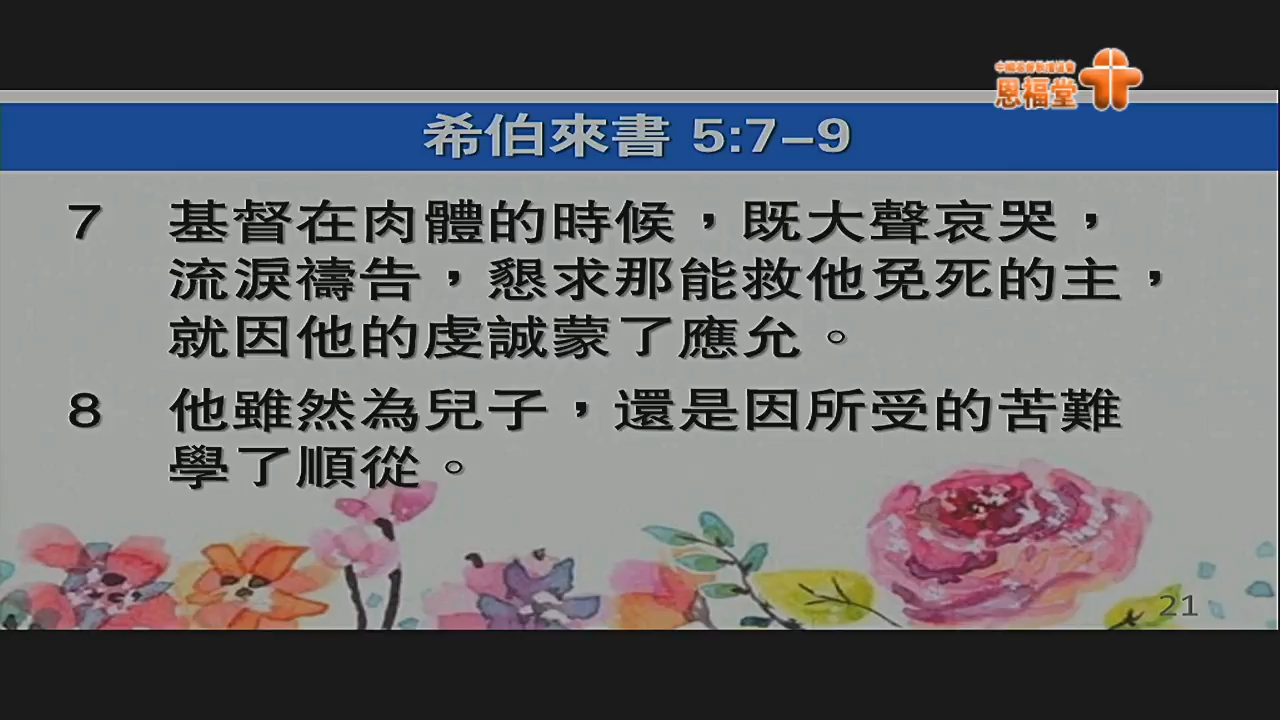 恩福堂
希伯來書 5:7-9
7 基督在肉體的時候，既大聲哀哭，
流淚禱告，懇求那能救他免死的主，
就因他的虔誠蒙了應允。
8 他雖然為兒子，還是因所受的苦難
學了順從。
21